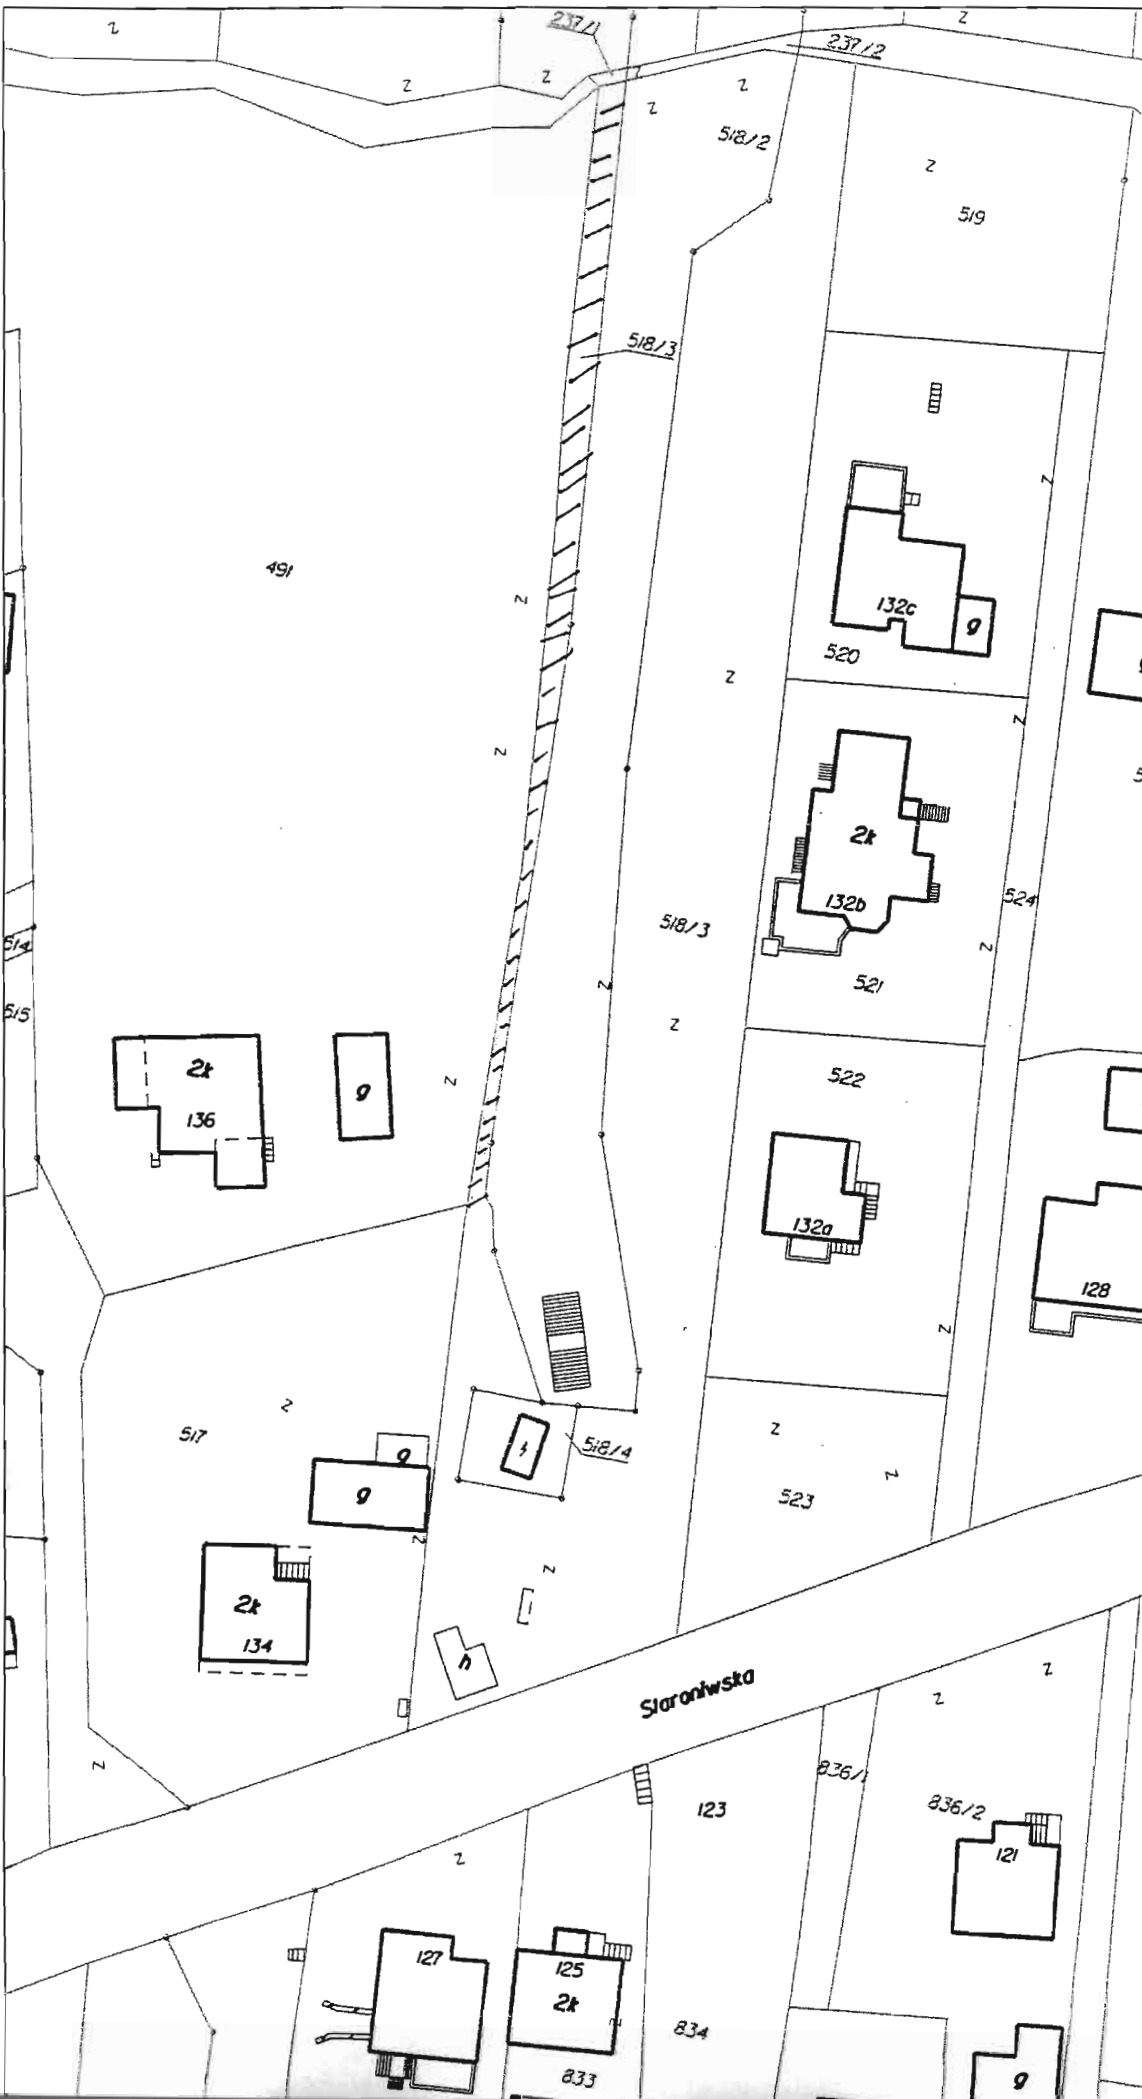 z
237/1
z
237/2
z
z
z
z
518/2
z
519
518/3
z
491
z
132c
g
520
z
z
z
2k
132b
524
518/3
z
521
514
z
515
z
522
2k
136
g
z
132a
128
z
z
517
z
g
518/4
z
g
523
z
z
2k
134
h
Staroniwska
z
z
z
836/1
123
836/2
121
z
127
125
2k
834
833
g